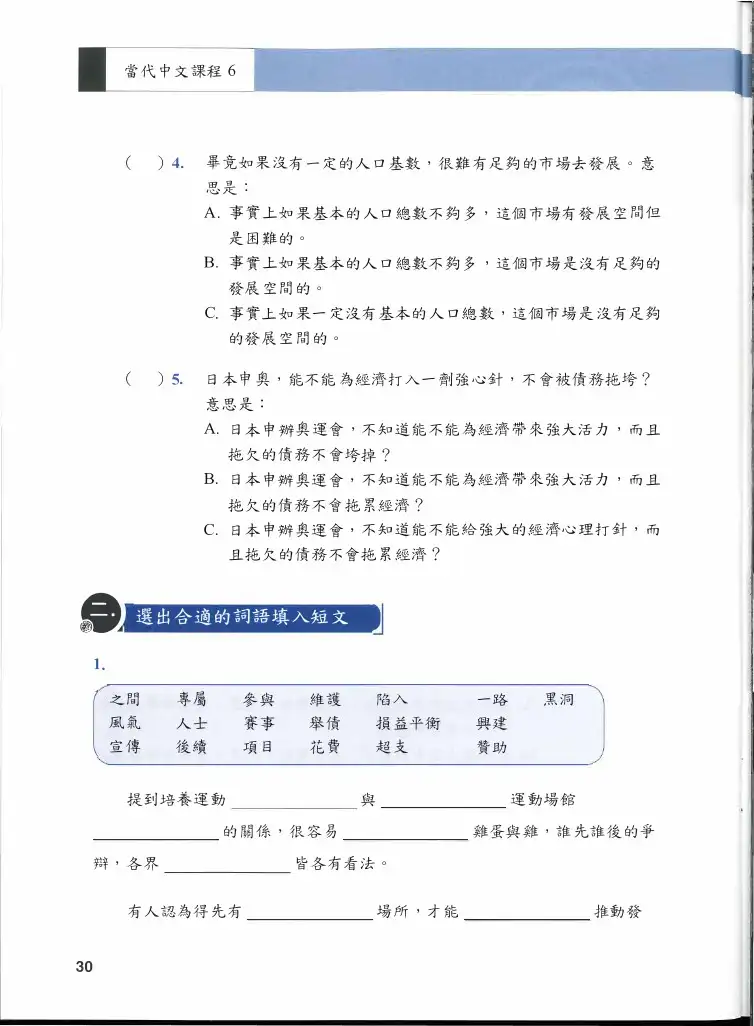 當代中文課程 6
(　) 4. 畢竟如果沒有一定的人口基數，很難有足夠的市場去發展。意
思是：
A. 事實上如果基本的人口總數不夠多，這個市場有發展空間但
是困難的。
B. 事實上如果基本的人口總數不夠多，這個市場是沒有足夠的
發展空間的。
C. 事實上如果一定沒有基本的人口總數，這個市場是沒有足夠
的發展空間的。
(　) 5. 日本申奧，能不能為經濟打入一劑強心針，不會被債務拖垮？
意思是：
A. 日本申辦奧運會，不知道能不能為經濟帶來強大活力，而且
拖欠的債務不會垮掉？
B. 日本申辦奧運會，不知道能不能為經濟帶來強大活力，而且
拖欠的債務不會拖累經濟？
C. 日本申辦奧運會，不知道能不能給強大的經濟心理打針，而
且拖欠的債務不會拖累經濟？
二. 選出合適的詞語填入短文
1.
之間 專屬 參與 維護 陷入 一路 黑洞
風氣 人士 賽事 舉債 損益平衡 興建
宣傳 後續 項目 花費 超支 贊助
提到培養運動 ＿＿＿＿ 與 ＿＿＿＿ 運動場館
＿＿＿＿ 的關係，很容易 ＿＿＿＿ 雞蛋與雞，誰先誰後的爭
辯，各界 ＿＿＿＿ 皆各有看法。
有人認為得先有 ＿＿＿＿ 場所，才能 ＿＿＿＿ 推動發
30